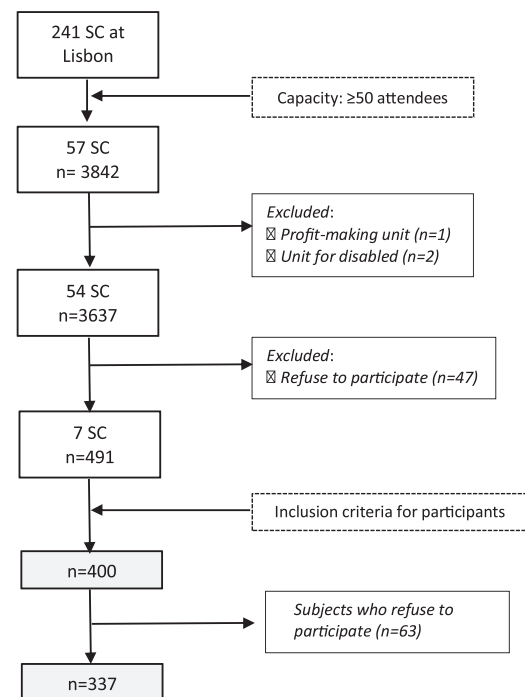 241 SC at
Lisbon
Capacity: ≥50 attendees
57 SC
n= 3842
Excluded:
Profit-making unit (n=1)
Unit for disabled (n=2)
54 SC
n=3637
Excluded:
Refuse to participate (n=47)
7 SC
n=491
Inclusion criteria for participants
n=400
Subjects who refuse to
participate (n=63)
n=337